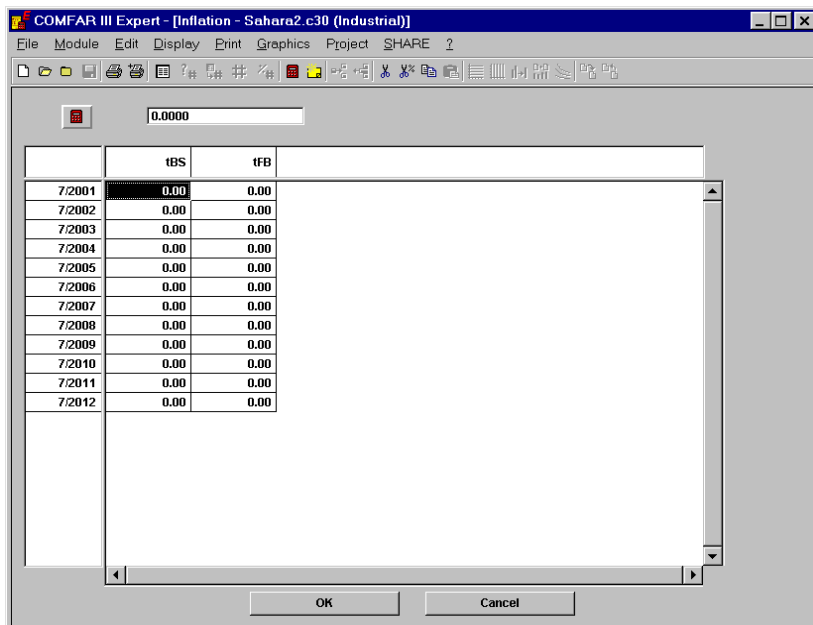 COMFAR III Expert - [Inflation - Sahara2.c30 (Industrial)]
File Module Edit Display Print Graphics Project SHARE ?
0.0000
tBS tFB
7/2001 0.00 0.00
7/2002 0.00 0.00
7/2003 0.00 0.00
7/2004 0.00 0.00
7/2005 0.00 0.00
7/2006 0.00 0.00
7/2007 0.00 0.00
7/2008 0.00 0.00
7/2009 0.00 0.00
7/2010 0.00 0.00
7/2011 0.00 0.00
7/2012 0.00 0.00
OK Cancel